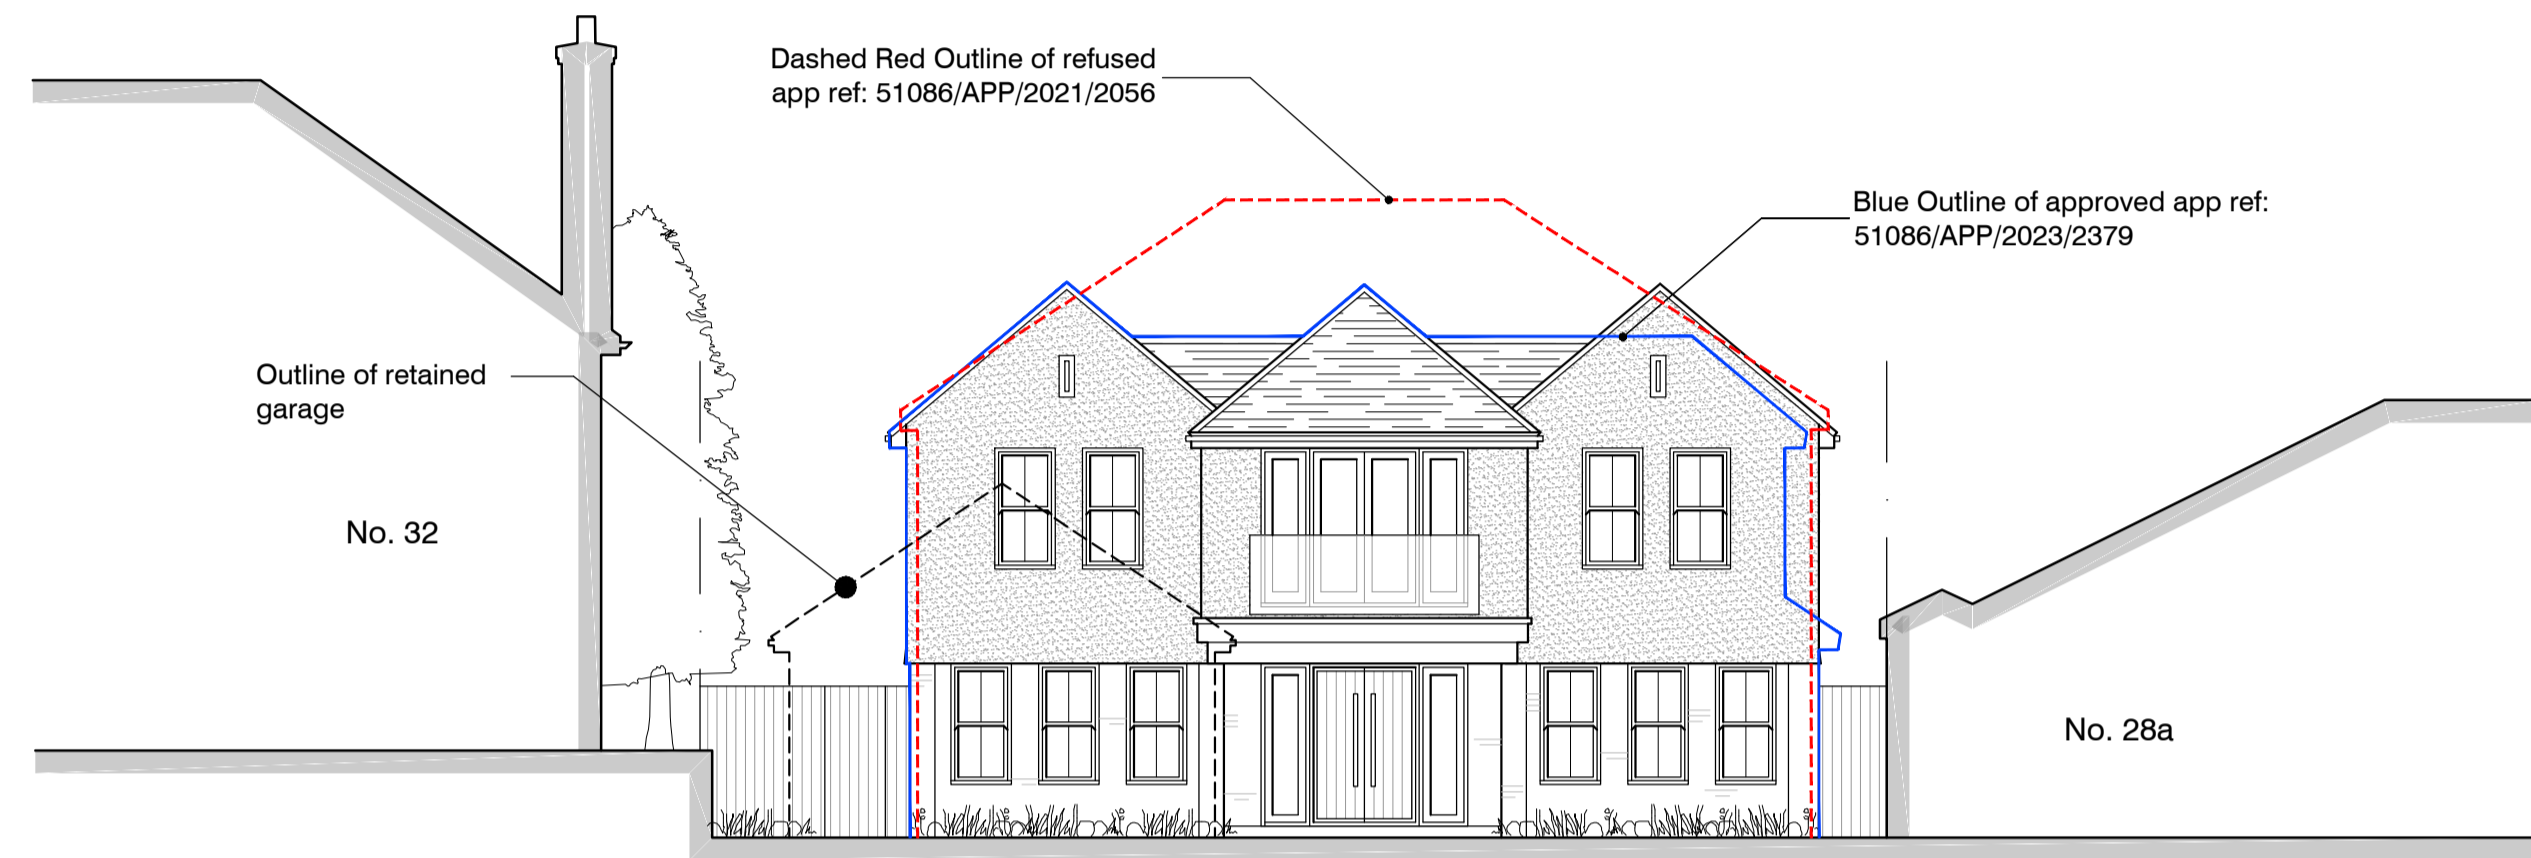 Dashed Red Outline of refused
app ref: 51086/APP/2021/2056
Blue Outline of approved app ref:
51086/APP/2023/2379
Outline of retained
garage
No. 32
No. 28a